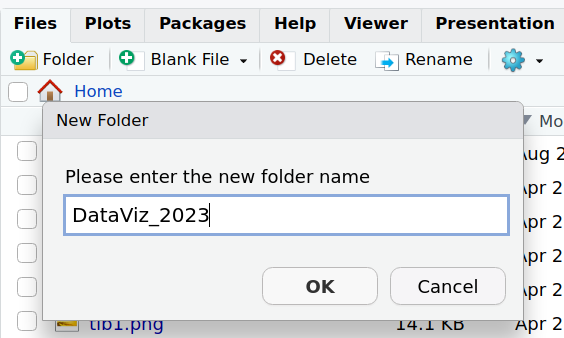 Files Plots Packages Help Viewer Presentation
Folder Blank File Delete Rename
Home
New Folder
Mo
Please enter the new folder name
Aug 2
Apr 2
DataViz_2023
Apr 2
Apr 2
OK Cancel
Apr 2
tib1.png 14.1 KB Apr 2